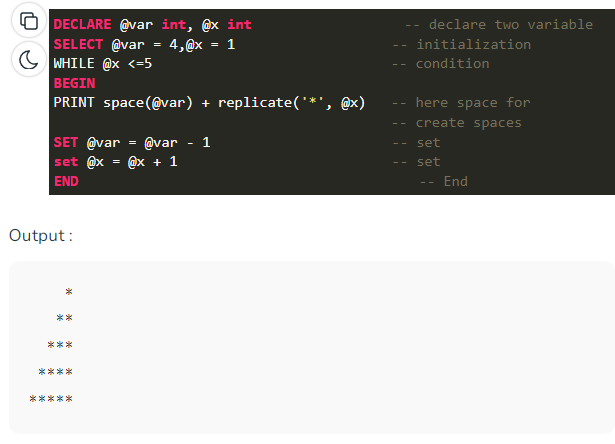 DECLARE @var int, @x int -- declare two variable
SELECT @var = 4,@x = 1 -- initialization
WHILE @x <=5 -- condition
BEGIN
PRINT space(@var) + replicate('*', @x) -- here space for
-- create spaces
SET @var = @var - 1 -- set
set @x = @x + 1 -- set
END -- End
Output :
*
**
***
****
*****